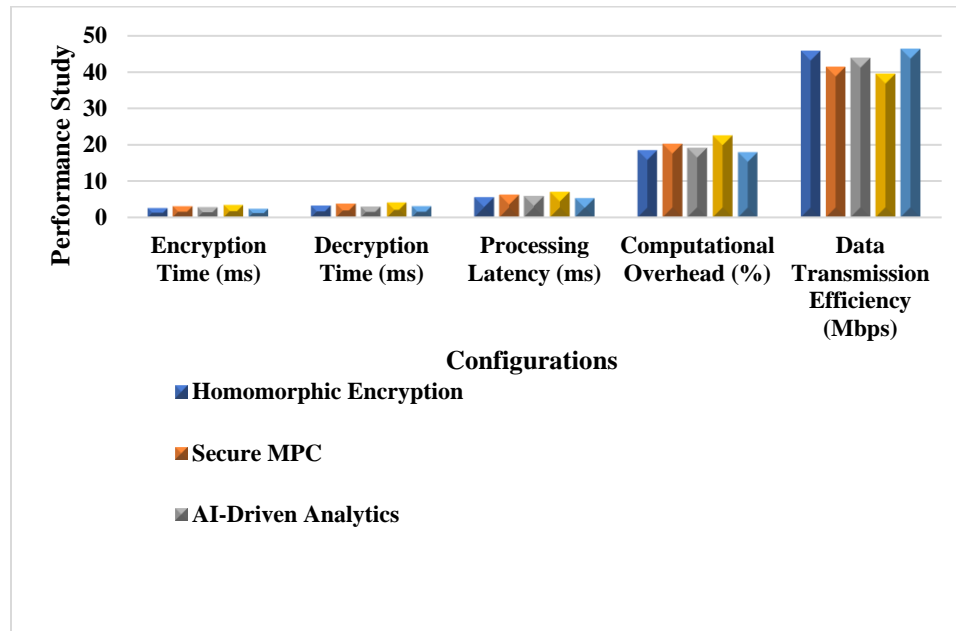 Performance Study
50
40
30
20
10
0
Encryption
Time (ms)
Decryption
Time (ms)
Processing
Latency (ms)
Computational
Overhead (%)
Data
Transmission
Efficiency
(Mbps)
Configurations
Homomorphic Encryption
Secure MPC
AI-Driven Analytics